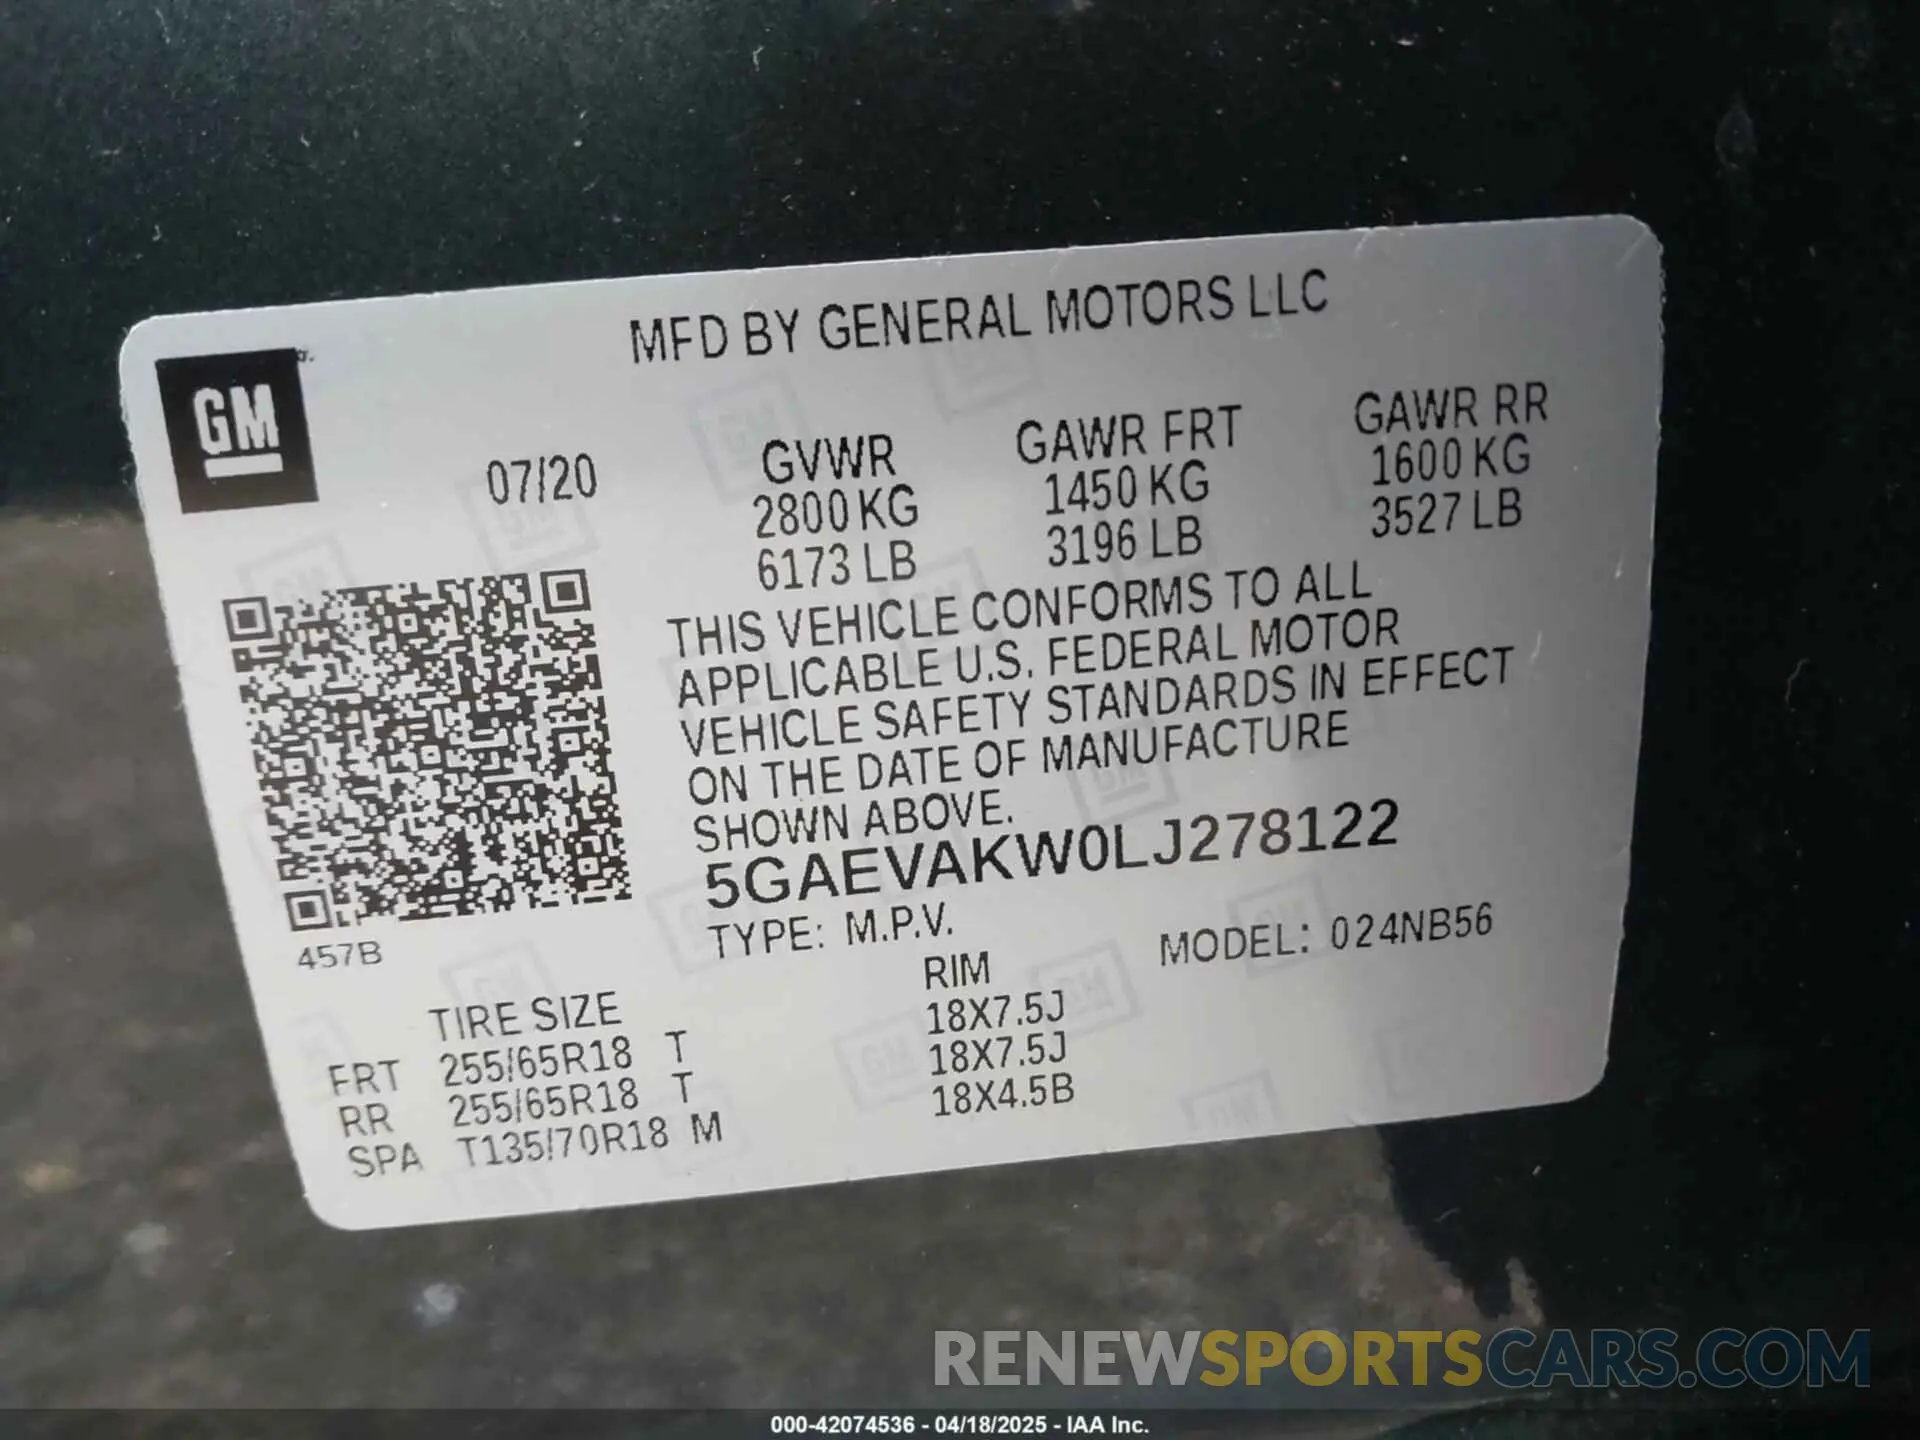 MFD BY GENERAL MOTORS LLC
GM
07/20
GVWR
2800 KG
6173 LB
GAWR FRT
1450 KG
3196 LB
GAWR RR
1600 KG
3527 LB
THIS VEHICLE CONFORMS TO ALL
APPLICABLE U.S. FEDERAL MOTOR
VEHICLE SAFETY STANDARDS IN EFFECT
ON THE DATE OF MANUFACTURE
SHOWN ABOVE.
5GAEVAKW0LJ278122
TYPE: M.P.V. MODEL: 024NB56
457B
TIRE SIZE RIM
FRT 255/65R18 T 18X7.5J
RR 255/65R18 T 18X7.5J
SPA T135/70R18 M 18X4.5B
RENEWSPORTSCARS.COM
000-42074536 - 04/18/2025 - IAA Inc.